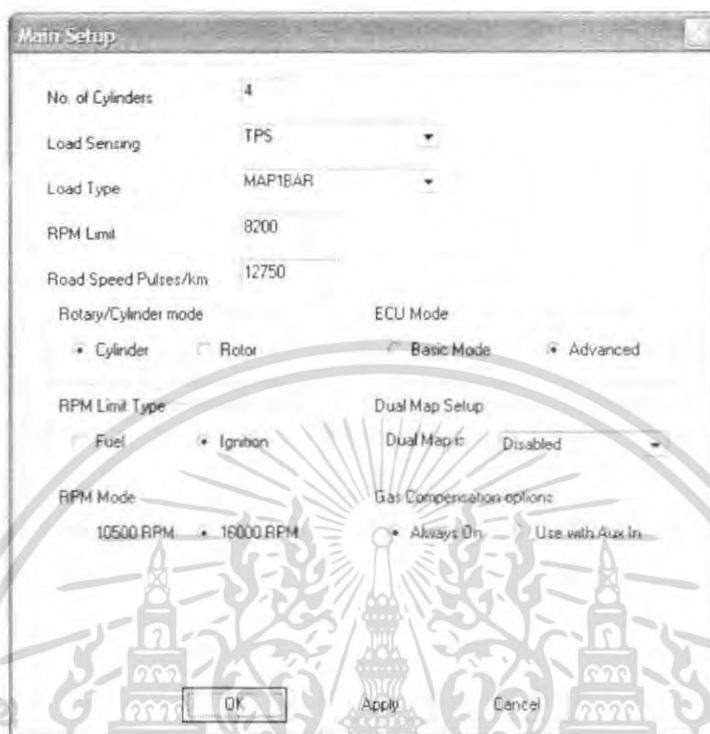 Main Setup
No. of Cylinders 4
Load Sensing TPS
Load Type MAP1BAR
RPM Limit 8200
Road Speed Pulses/km 12750
Rotary/Cylinder mode ECU Mode
Cylinder Rotor Basic Mode Advanced
RPM Limit Type Dual Map Setup
Fuel Ignition Dual Map is Disabled
RPM Mode Gas Compensation options
10500 RPM 16000 RPM Always On Use with Aux In
OK Apply Cancel